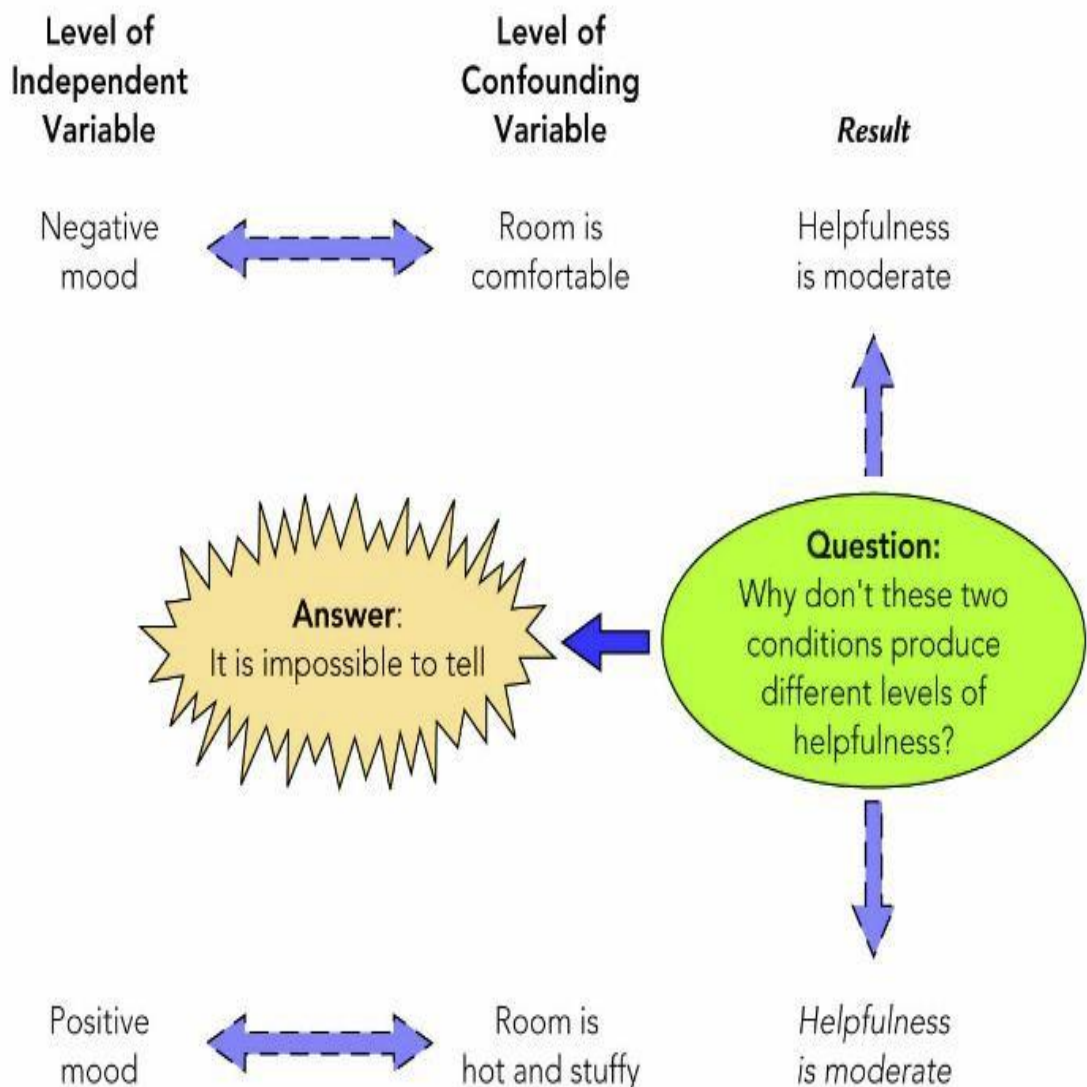 Level of
Independent
Variable
Level of
Confounding
Variable
Result
Negative
mood
Room is
comfortable
Helpfulness
is moderate
Answer:
It is impossible to tell
Question:
Why don't these two
conditions produce
different levels of
helpfulness?
Positive
mood
Room is
hot and stuffy
Helpfulness
is moderate